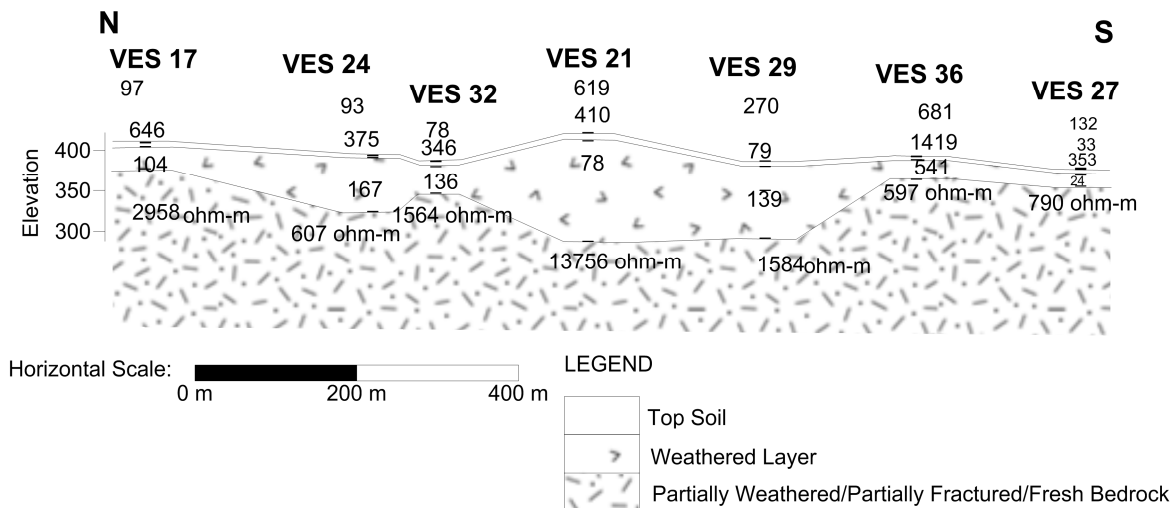 N
S
VES 17
VES 24
VES 32
VES 21
VES 29
VES 36
VES 27
97
646
104
2958 ohm-m
93
375
167
607 ohm-m
78
346
136
1564 ohm-m
619
410
78
13756 ohm-m
270
79
139
1584 ohm-m
681
1419
541
597 ohm-m
132
33
353
24
790 ohm-m
Elevation
400
350
300
Horizontal Scale:
0 m
200 m
400 m
LEGEND
Top Soil
Weathered Layer
Partially Weathered/Partially Fractured/Fresh Bedrock